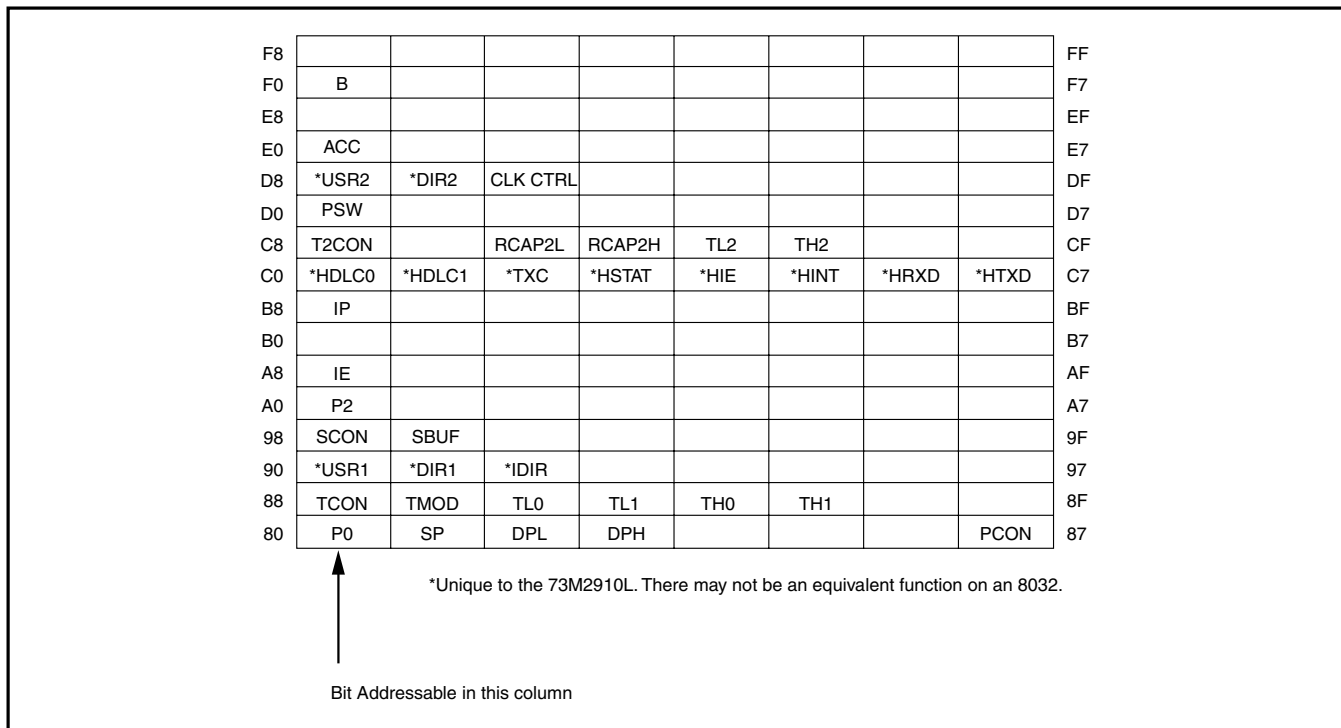 F8 FF
F0 B F7
E8 EF
E0 ACC E7
D8 *USR2 *DIR2 CLK CTRL DF
D0 PSW D7
C8 T2CON RCAP2L RCAP2H TL2 TH2 CF
C0 *HDLC0 *HDLC1 *TXC *HSTAT *HIE *HINT *HRXD *HTXD C7
B8 IP BF
B0 B7
A8 IE AF
A0 P2 A7
98 SCON SBUF 9F
90 *USR1 *DIR1 *IDIR 97
88 TCON TMOD TL0 TL1 TH0 TH1 8F
80 P0 SP DPL DPH PCON 87
*Unique to the 73M2910L. There may not be an equivalent function on an 8032.
Bit Addressable in this column